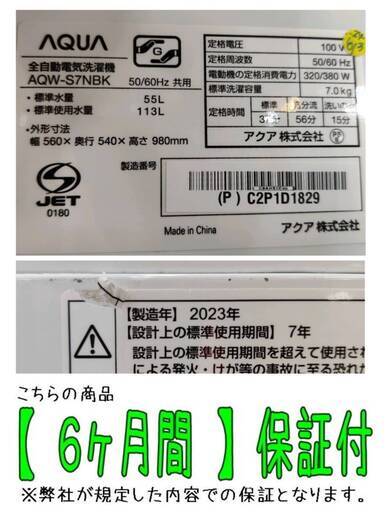 AQUA
全自動電気洗濯機
AQW-S7NBK 50/60Hz 共用
・標準水量 55L
・標準使用水量 113L
・外形寸法
幅 560× 奥行 540× 高さ 980mm
G
定格電圧 100 V
定格周波数 50/60 Hz
電動機の定格消費電力 320/380 W
標準洗濯容量 7.0kg
定格時間 標準
56分 15分
アクア 株式会社
S
JET
0180
製造番号
(P) C2P1D1829
Made in China アクア 株式会社
【製造年】2023年
【設計上の標準使用期間】7年
設計上の標準使用期間を超えて使用され
による発火・けが等の事故に至る恐れた
こちらの商品
【 6ヶ月間 】保証付
※弊社が規定した内容での保証となります。